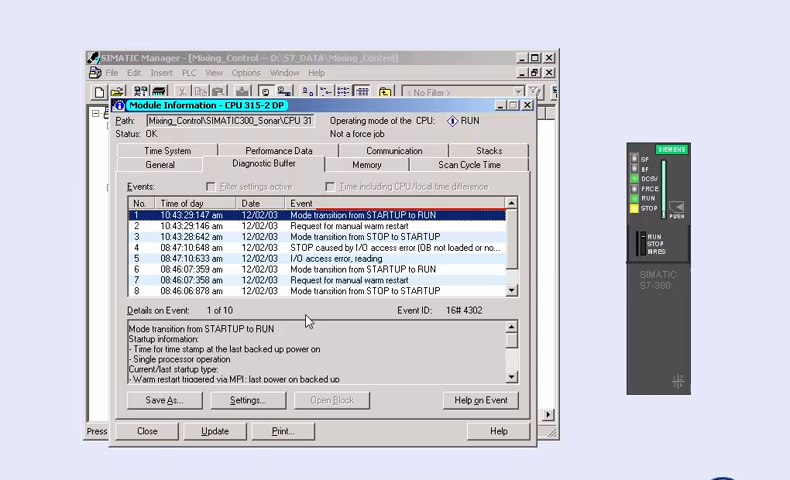 SIMATIC Manager - [Mixing_Control -- D:\S7_DATA\Mixing_Control]
File Edit Insert PLC View Options Window Help
< No Filter >
Module Information - CPU 315-2 DP
Path: Mixing_Control\SIMATIC300_Sonar\CPU 31 Operating mode of the CPU: RUN
Status: OK Not a force job
Time System Performance Data Communication Stacks
General Diagnostic Buffer Memory Scan Cycle Time
Events: Filter settings active Time including CPU/local time difference
No. Time of day Date Event
1 10:43:29:147 am 12/02/03 Mode transition from STARTUP to RUN
2 10:43:29:146 am 12/02/03 Request for manual warm restart
3 10:43:28:642 am 12/02/03 Mode transition from STOP to STARTUP
4 08:47:10:648 am 12/02/03 STOP caused by I/O access error (OB not loaded or no...
5 08:47:10:633 am 12/02/03 I/O access error, reading
6 08:46:07:359 am 12/02/03 Mode transition from STARTUP to RUN
7 08:46:07:358 am 12/02/03 Request for manual warm restart
8 08:46:06:878 am 12/02/03 Mode transition from STOP to STARTUP
Details on Event: 1 of 10 Event ID: 16# 4302
Mode transition from STARTUP to RUN
Startup information:
- Time for time stamp at the last backed up power on
- Single processor operation
Current/last startup type:
- Warm restart triggered via MPI; last power on backed up
Save As... Settings... Open Block Help on Event
Close Update Print... Help
Press
SIEMENS
SF
BF
DC5V
FRCE
RUN
STOP
PUSH
RUN
STOP
MRES
SIMATIC
S7-300